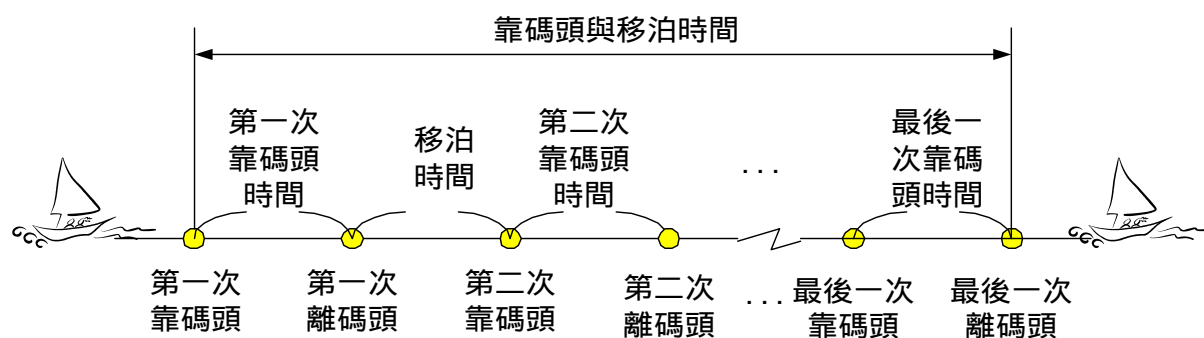 靠碼頭與移泊時間
第一次
靠碼頭
時間
移泊
時間
第二次
靠碼頭
時間
...
最後一
次靠碼
頭時間
第一次
靠碼頭
第一次
離碼頭
第二次
靠碼頭
第二次
離碼頭
...
最後一次
靠碼頭
最後一次
離碼頭